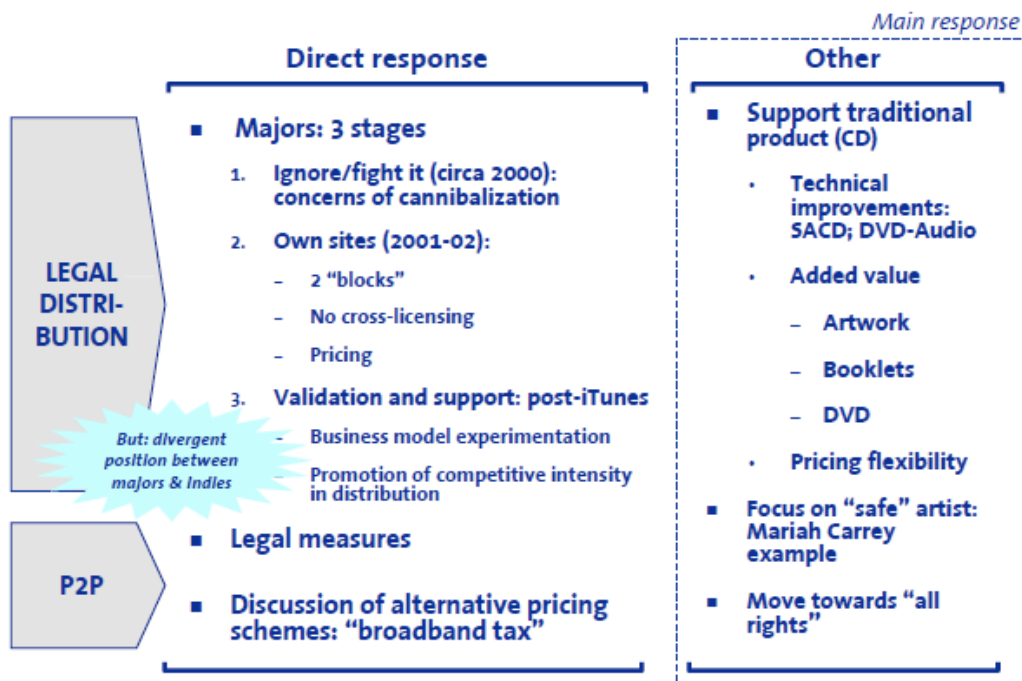 Main response
Direct response
Other
LEGAL
DISTRI-
BUTION
■ Majors: 3 stages
1. Ignore/fight it (circa 2000):
concerns of cannibalization
2. Own sites (2001-02):
– 2 “blocks”
– No cross-licensing
– Pricing
3. Validation and support: post-iTunes
– Business model experimentation
– Promotion of competitive intensity
in distribution
But: divergent
position between
majors & indies
P2P
■ Legal measures
■ Discussion of alternative pricing
schemes: “broadband tax”
■ Support traditional
product (CD)
• Technical
improvements:
SACD; DVD-Audio
• Added value
– Artwork
– Booklets
– DVD
• Pricing flexibility
■ Focus on “safe” artist:
Mariah Carrey
example
■ Move towards “all
rights”